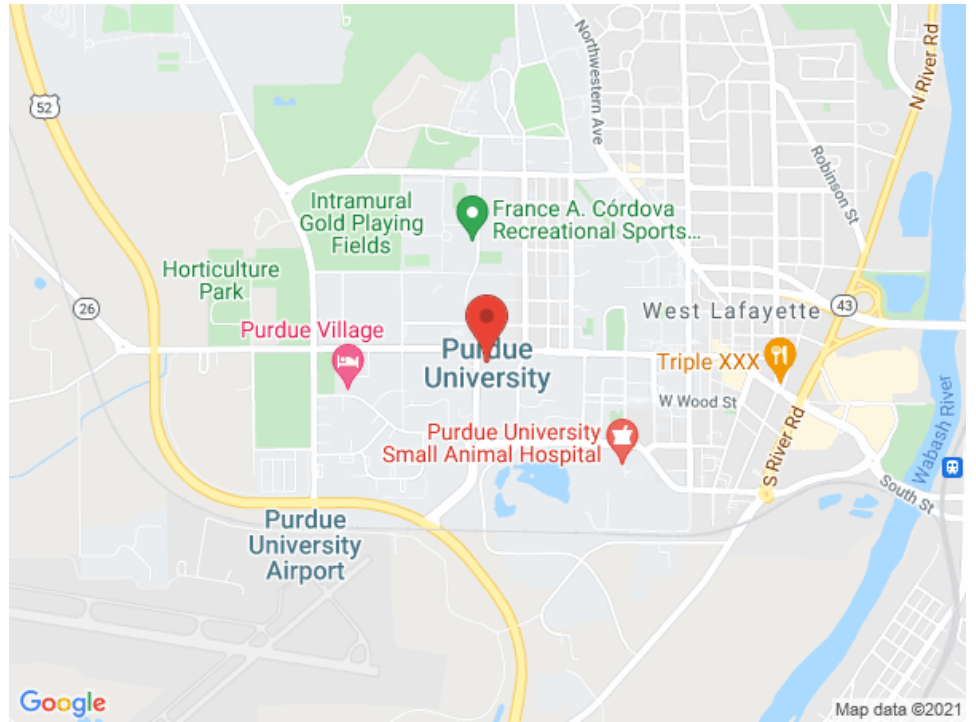 52
Northwestern Ave
N River Rd
Robinson St
Intramural
Gold Playing
Fields
France A. Córdova
Recreational Sports...
Horticulture
Park
26
43
West Lafayette
Purdue Village
Purdue
University
Triple XXX
W Wood St
Purdue University
Small Animal Hospital
S River Rd
Wabash River
South St
Purdue
University
Airport
Google
Map data ©2021